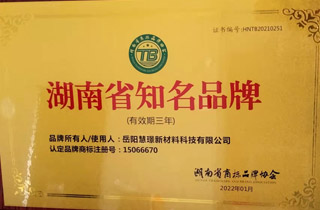 证书编号:HNTB20210251
TB
湖南省知名品牌
(有效期三年)
品牌所有人/使用人：岳阳慧璟新材料科技有限公司
认定品牌商标注册号：15066670
湖南省商标品牌协会
2022年01月